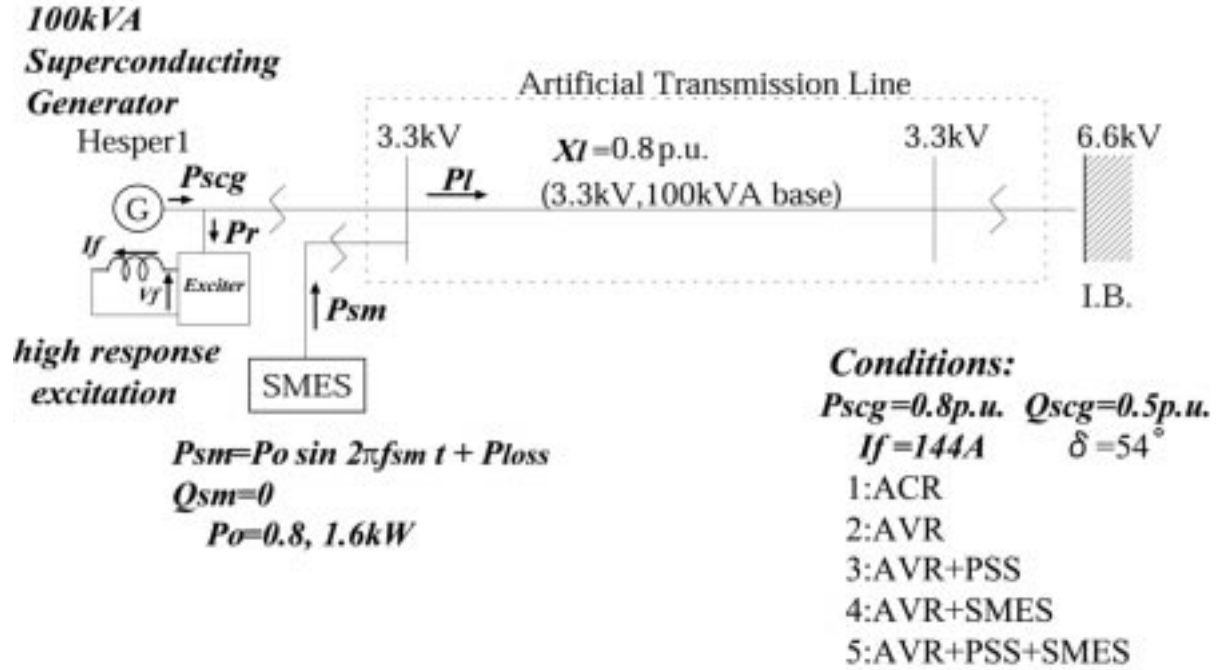 100kVA
Superconducting
Generator
Hesper1
Artificial Transmission Line
3.3kV
3.3kV
6.6kV
Xl=0.8p.u.
(3.3kV,100kVA base)
Pscg
Pl
G
Pr
If
Vf
Exciter
Psm
I.B.
high response
excitation
SMES
Psm=Po sin 2πfsm t + Ploss
Qsm=0
Po=0.8, 1.6kW
Conditions:
Pscg=0.8p.u. Qscg=0.5p.u.
If=144A δ=54°
1:ACR
2:AVR
3:AVR+PSS
4:AVR+SMES
5:AVR+PSS+SMES